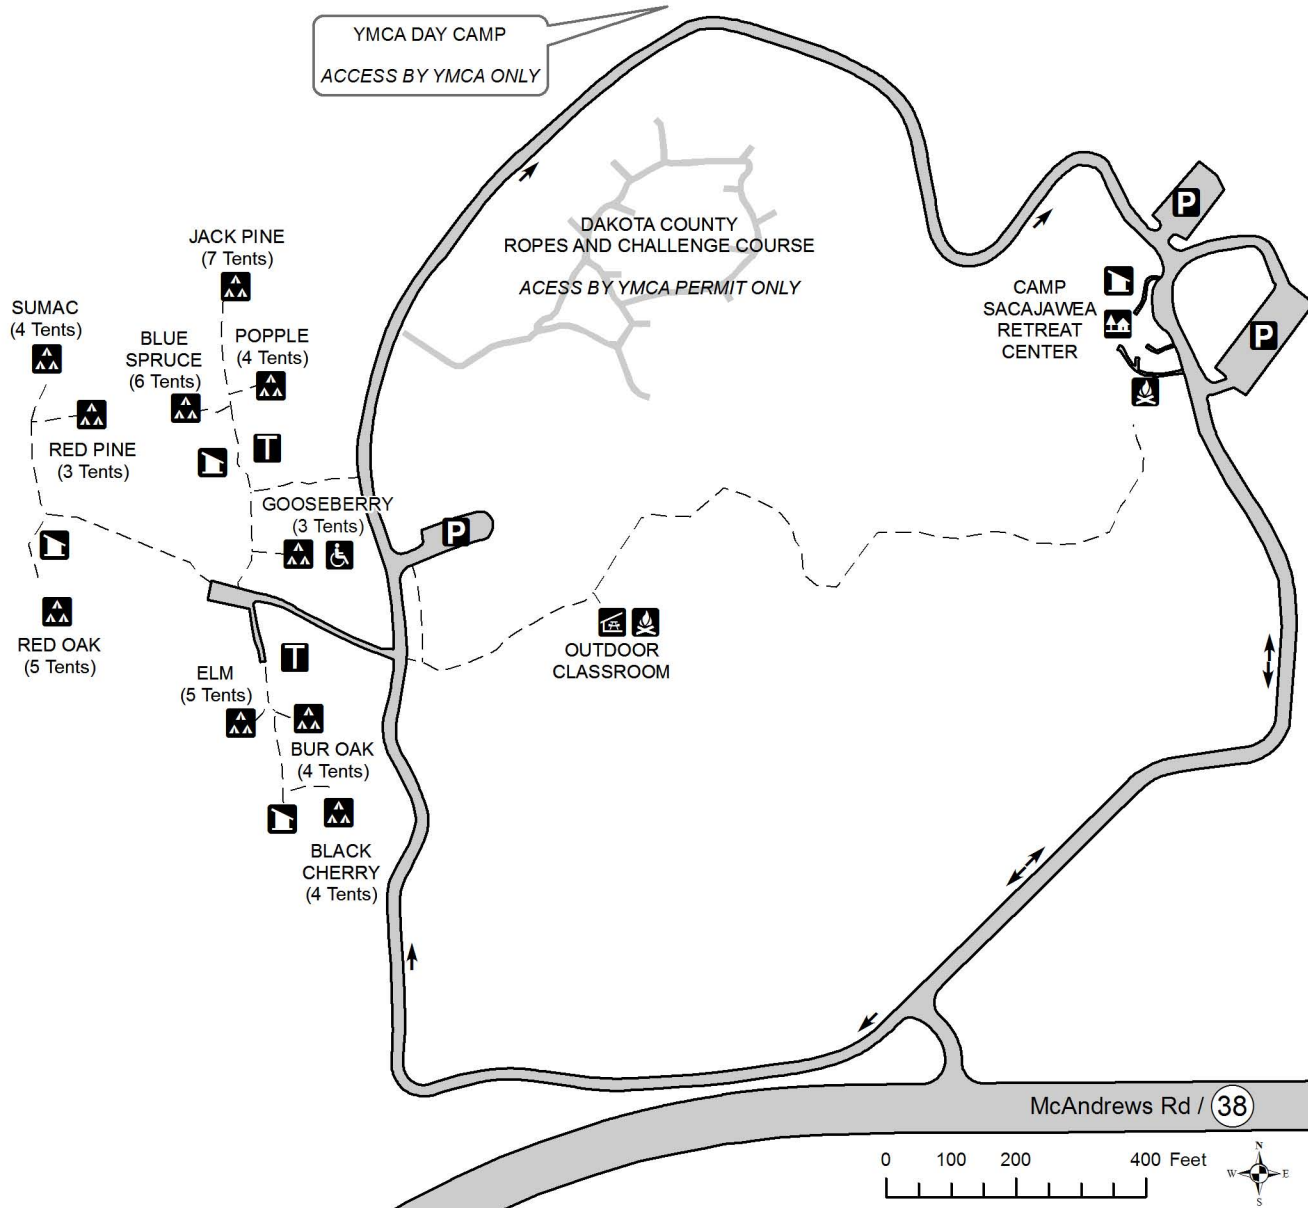 YMCA DAY CAMP
ACCESS BY YMCA ONLY
DAKOTA COUNTY
ROPES AND CHALLENGE COURSE
ACESS BY YMCA PERMIT ONLY
P
P
CAMP
SACAJAWEA
RETREAT
CENTER
JACK PINE
(7 Tents)
SUMAC
(4 Tents)
BLUE
SPRUCE
(6 Tents)
POPPLE
(4 Tents)
RED PINE
(3 Tents)
T
GOOSEBERRY
(3 Tents)
P
RED OAK
(5 Tents)
T
ELM
(5 Tents)
BUR OAK
(4 Tents)
BLACK
CHERRY
(4 Tents)
OUTDOOR
CLASSROOM
McAndrews Rd / 38
0 100 200 400 Feet
N
W E
S